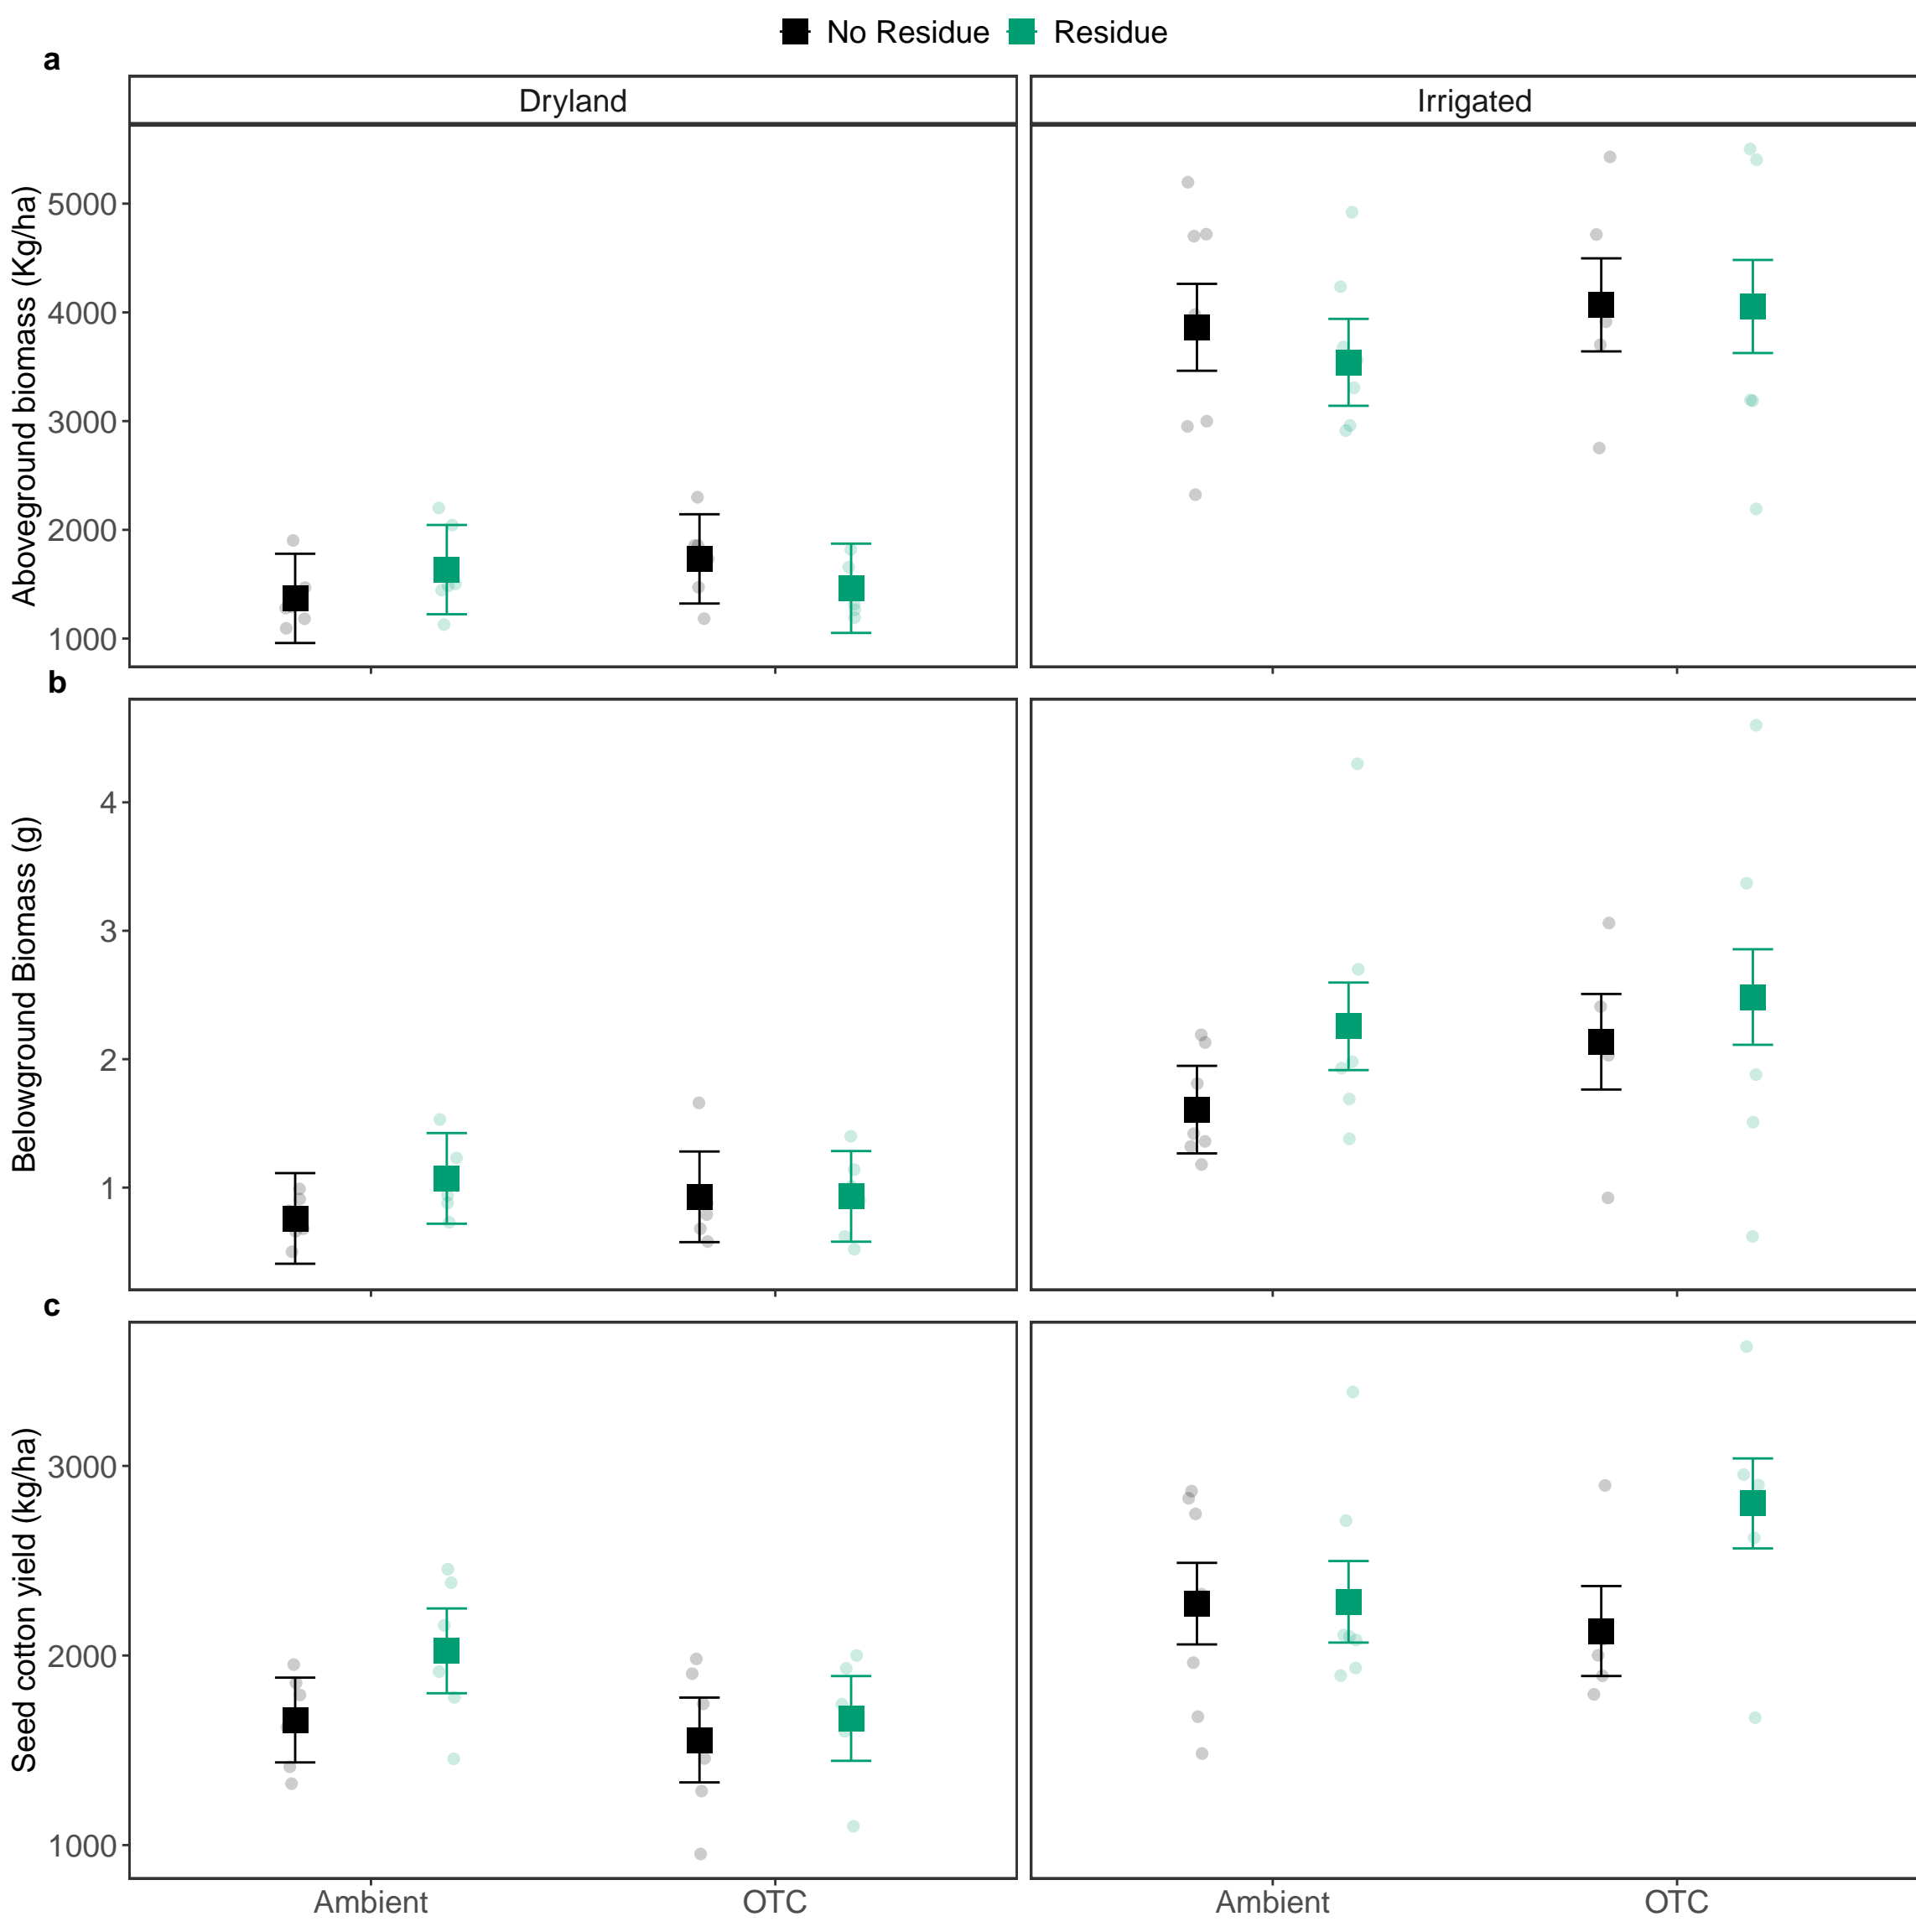 No Residue Residue
a
Dryland Irrigated
Aboveground biomass (Kg/ha)
5000
4000
3000
2000
1000
b
Belowground Biomass (g)
4
3
2
1
c
Seed cotton yield (kg/ha)
3000
2000
1000
Ambient OTC Ambient OTC